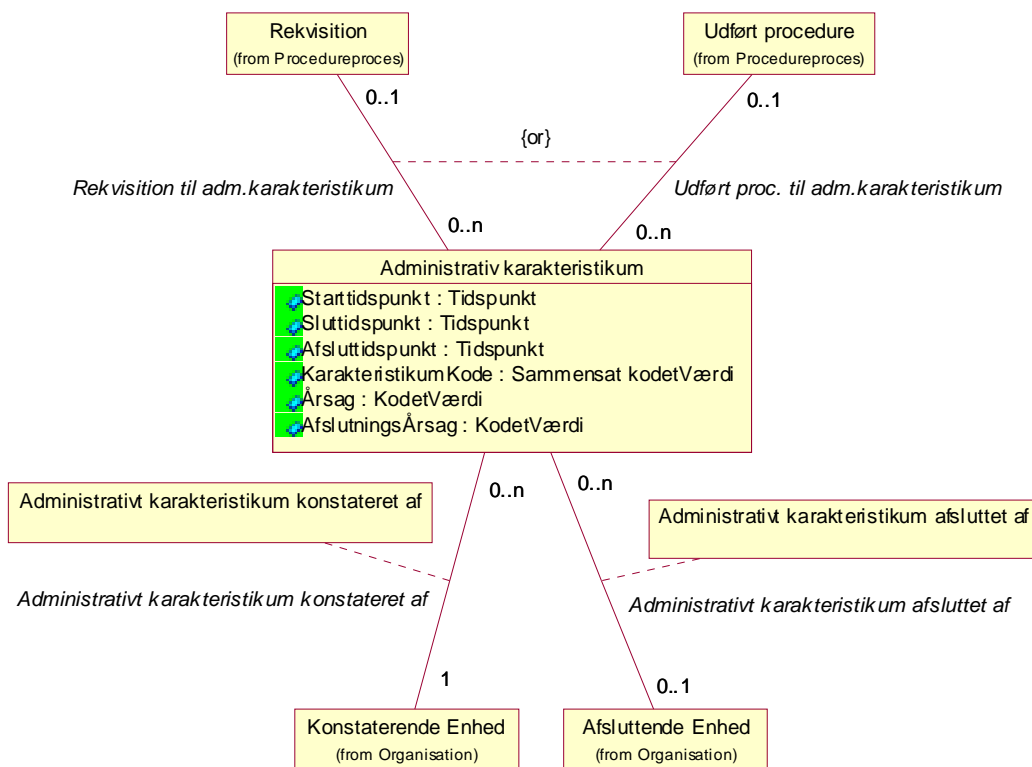 Rekvisition
(from Procedureproces)
Udført procedure
(from Procedureproces)
0..1
0..1
{or}
Rekvisition til adm.karakteristikum
Udført proc. til adm.karakteristikum
0..n
0..n
Administrativ karakteristikum
Starttidspunkt : Tidspunkt
Sluttidspunkt : Tidspunkt
Afsluttidspunkt : Tidspunkt
KarakteristikumKode : Sammensat kodetVærdi
Årsag : KodetVærdi
AfslutningsÅrsag : KodetVærdi
0..n
0..n
Administrativt karakteristikum konstateret af
Administrativt karakteristikum afsluttet af
Administrativt karakteristikum konstateret af
Administrativt karakteristikum afsluttet af
1
0..1
Konstaterende Enhed
(from Organisation)
Afsluttende Enhed
(from Organisation)